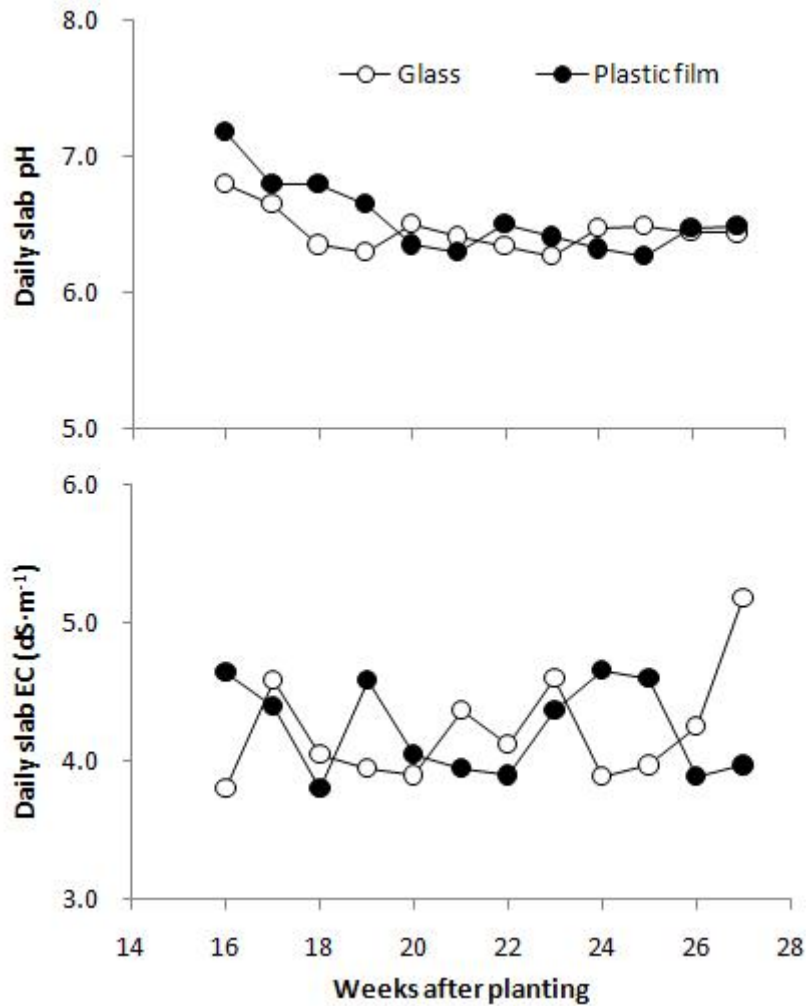 8.0
Glass Plastic film
7.0
Daily slab pH
6.0
5.0
6.0
5.0
Daily slab EC (dS·m⁻¹)
4.0
3.0
14 16 18 20 22 24 26 28
Weeks after planting